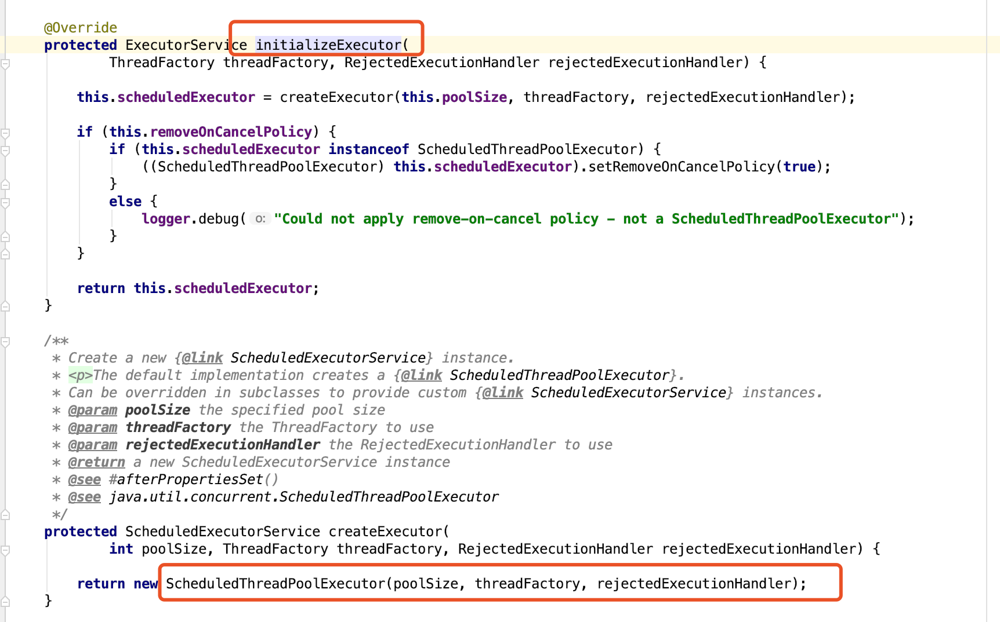 @Override
protected ExecutorService initializeExecutor(
ThreadFactory threadFactory, RejectedExecutionHandler rejectedExecutionHandler) {
this.scheduledExecutor = createExecutor(this.poolSize, threadFactory, rejectedExecutionHandler);
if (this.removeOnCancelPolicy) {
if (this.scheduledExecutor instanceof ScheduledThreadPoolExecutor) {
((ScheduledThreadPoolExecutor) this.scheduledExecutor).setRemoveOnCancelPolicy(true);
}
else {
logger.debug( o: "Could not apply remove-on-cancel policy - not a ScheduledThreadPoolExecutor");
}
}
return this.scheduledExecutor;
}
/**
* Create a new {@link ScheduledExecutorService} instance.
* <p>The default implementation creates a {@link ScheduledThreadPoolExecutor}.
* Can be overridden in subclasses to provide custom {@link ScheduledExecutorService} instances.
* @param poolSize the specified pool size
* @param threadFactory the ThreadFactory to use
* @param rejectedExecutionHandler the RejectedExecutionHandler to use
* @return a new ScheduledExecutorService instance
* @see #afterPropertiesSet()
* @see java.util.concurrent.ScheduledThreadPoolExecutor
*/
protected ScheduledExecutorService createExecutor(
int poolSize, ThreadFactory threadFactory, RejectedExecutionHandler rejectedExecutionHandler) {
return new ScheduledThreadPoolExecutor(poolSize, threadFactory, rejectedExecutionHandler);
}